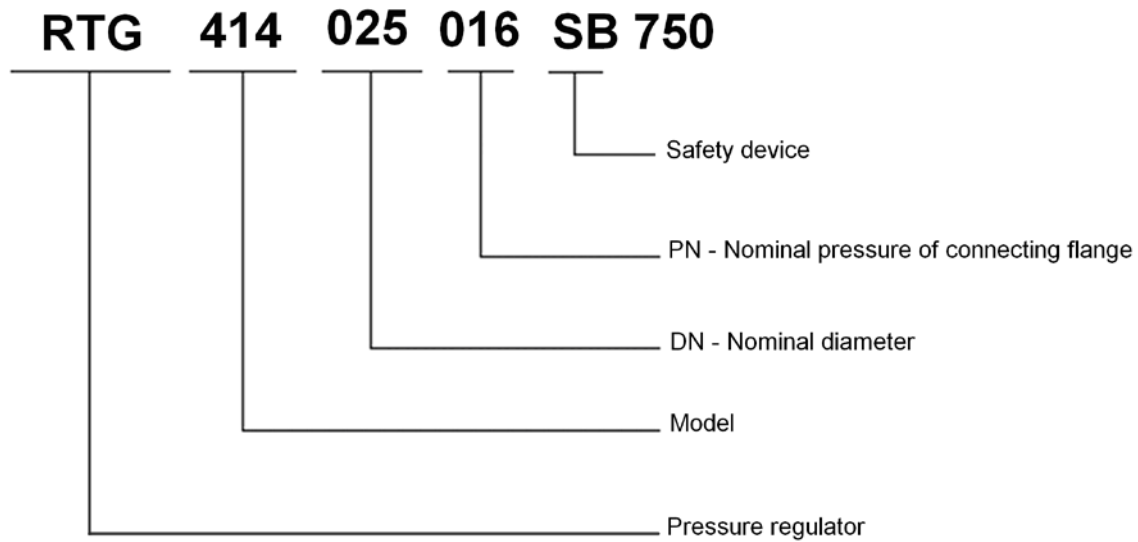 RTG 414 025 016 SB 750
Safety device
PN - Nominal pressure of connecting flange
DN - Nominal diameter
Model
Pressure regulator